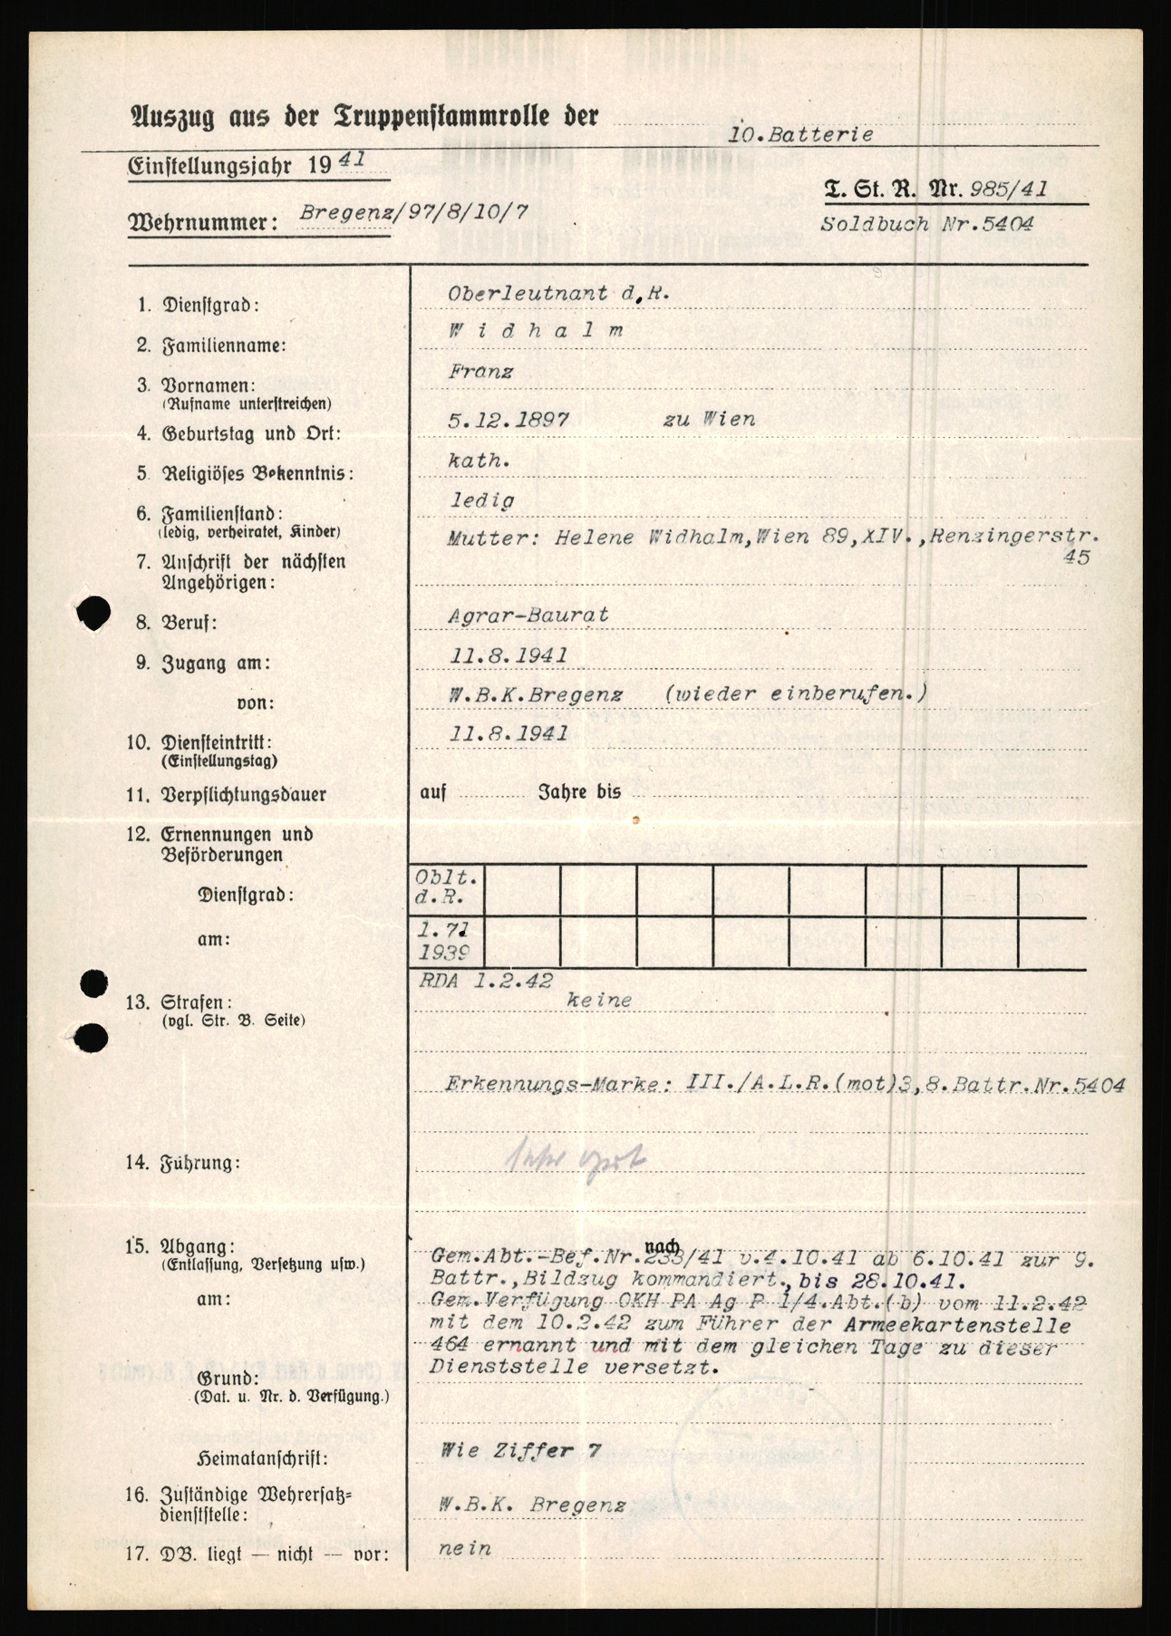 Auszug aus der Truppenstammrolle der 10.Batterie
Einstellungsjahr 1941
T. St. R. Nr. 985/41
Wehrnummer: Bregenz/97/8/10/7
Soldbuch Nr.5404
1. Dienstgrad: Oberleutnant d.R.
2. Familienname: W i d h a l m
3. Vornamen: Franz
(Rufname unterstreichen)
4. Geburtstag und Ort: 5.12.1897 zu Wien
5. Religiöses Bekenntnis: kath.
6. Familienstand: ledig
(ledig, verheiratet, Kinder)
7. Anschrift der nächsten Angehörigen: Mutter: Helene Widhalm,Wien 89,XIV.,Renzingerstr.
45
8. Beruf: Agrar-Baurat
9. Zugang am: 11.8.1941
von: W.B.K.Bregenz (wieder einberufen.)
10. Diensteintritt: 11.8.1941
(Einstellungstag)
11. Verpflichtungsdauer auf Jahre bis
12. Ernennungen und
Beförderungen
Dienstgrad: Oblt.
d.R.
am: 1.71
1939
RDA 1.2.42
13. Strafen: keine
(vgl. Str. B. Seite)
Erkennungs-Marke: III./A.L.R.(mot)3,8.Battr.Nr.5404
14. Führung: sehr gut
15. Abgang:
(Entlassung, Versetzung usw.)
am:
nach
Gem.Abt.-Bef.Nr.233/41 v.4.10.41 ab 6.10.41 zur 9.
Battr.,Bildzug kommandiert., bis 28.10.41.
Gem.Verfügung OKH PA Ag P 1/4.Abt.(b) vom 11.2.42
mit dem 10.2.42 zum Führer der Armeekartenstelle
464 ernannt und mit dem gleichen Tage zu dieser
Dienststelle versetzt.
Grund:
(Dat. u. Nr. d. Verfügung.)
Heimatanschrift: Wie Ziffer 7
16. Zuständige Wehrersatz=
dienststelle: W.B.K. Bregenz
17. DB. liegt — nicht — vor: nein